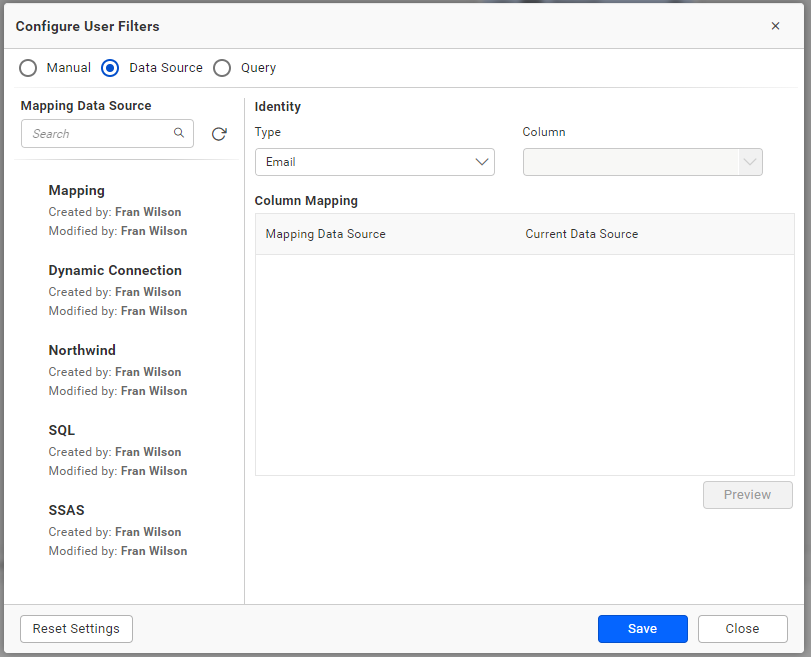 Configure User Filters
Manual Data Source Query
Mapping Data Source
Search
Mapping
Created by: Fran Wilson
Modified by: Fran Wilson
Dynamic Connection
Created by: Fran Wilson
Modified by: Fran Wilson
Northwind
Created by: Fran Wilson
Modified by: Fran Wilson
SQL
Created by: Fran Wilson
Modified by: Fran Wilson
SSAS
Created by: Fran Wilson
Modified by: Fran Wilson
Identity
Type Column
Email
Column Mapping
Mapping Data Source Current Data Source
Preview
Reset Settings Save Close